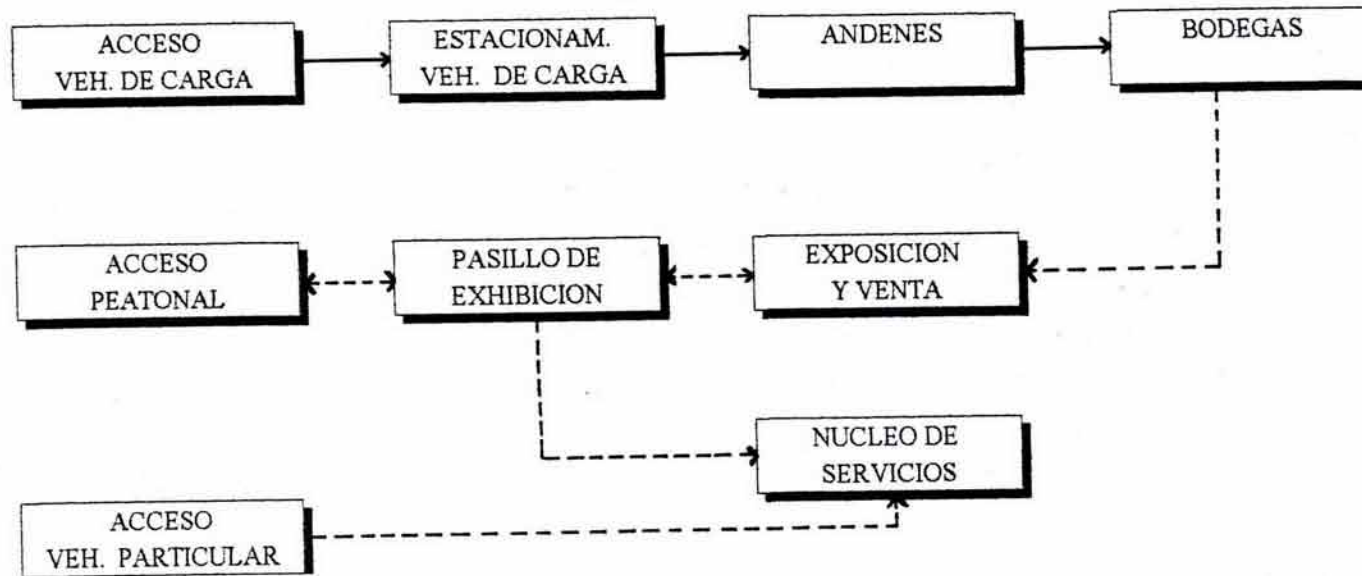 ACCESO
VEH. DE CARGA
ESTACIONAM.
VEH. DE CARGA
ANDENES
BODEGAS
ACCESO
PEATONAL
PASILLO DE
EXHIBICION
EXPOSICION
Y VENTA
NUCLEO DE
SERVICIOS
ACCESO
VEH. PARTICULAR